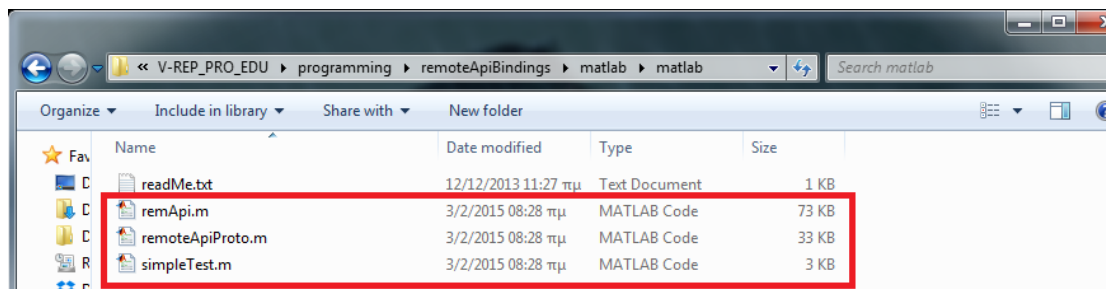 « V-REP_PRO_EDU ▸ programming ▸ remoteApiBindings ▸ matlab ▸ matlab
Search matlab
Organize Include in library Share with New folder
Name Date modified Type Size
readMe.txt 12/12/2013 11:27 πμ Text Document 1 KB
remApi.m 3/2/2015 08:28 πμ MATLAB Code 73 KB
remoteApiProto.m 3/2/2015 08:28 πμ MATLAB Code 33 KB
simpleTest.m 3/2/2015 08:28 πμ MATLAB Code 3 KB